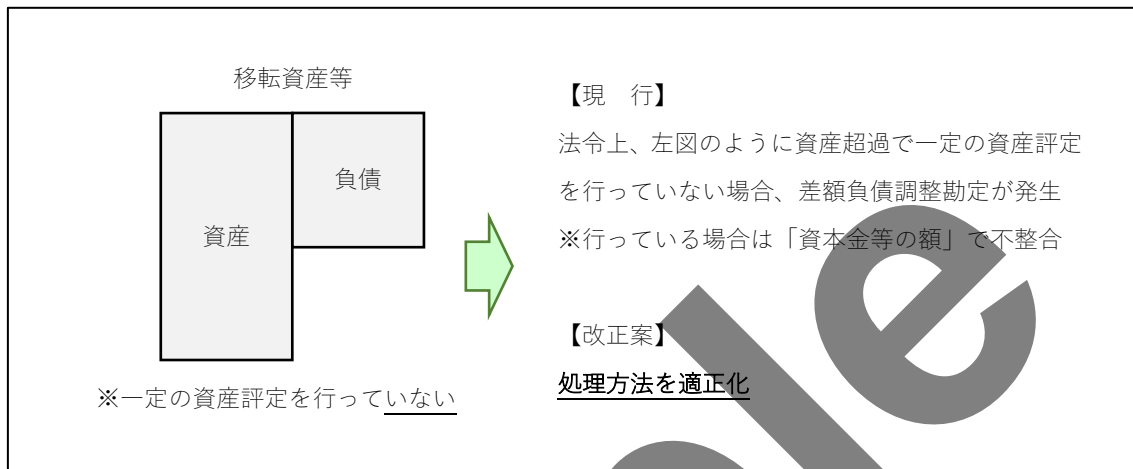 移転資産等
資産
負債
※一定の資産評定を行っていない
【現　行】
法令上、左図のように資産超過で一定の資産評定
を行っていない場合、差額負債調整勘定が発生
※行っている場合は「資本金等の額」で不整合
【改正案】
処理方法を適正化
le